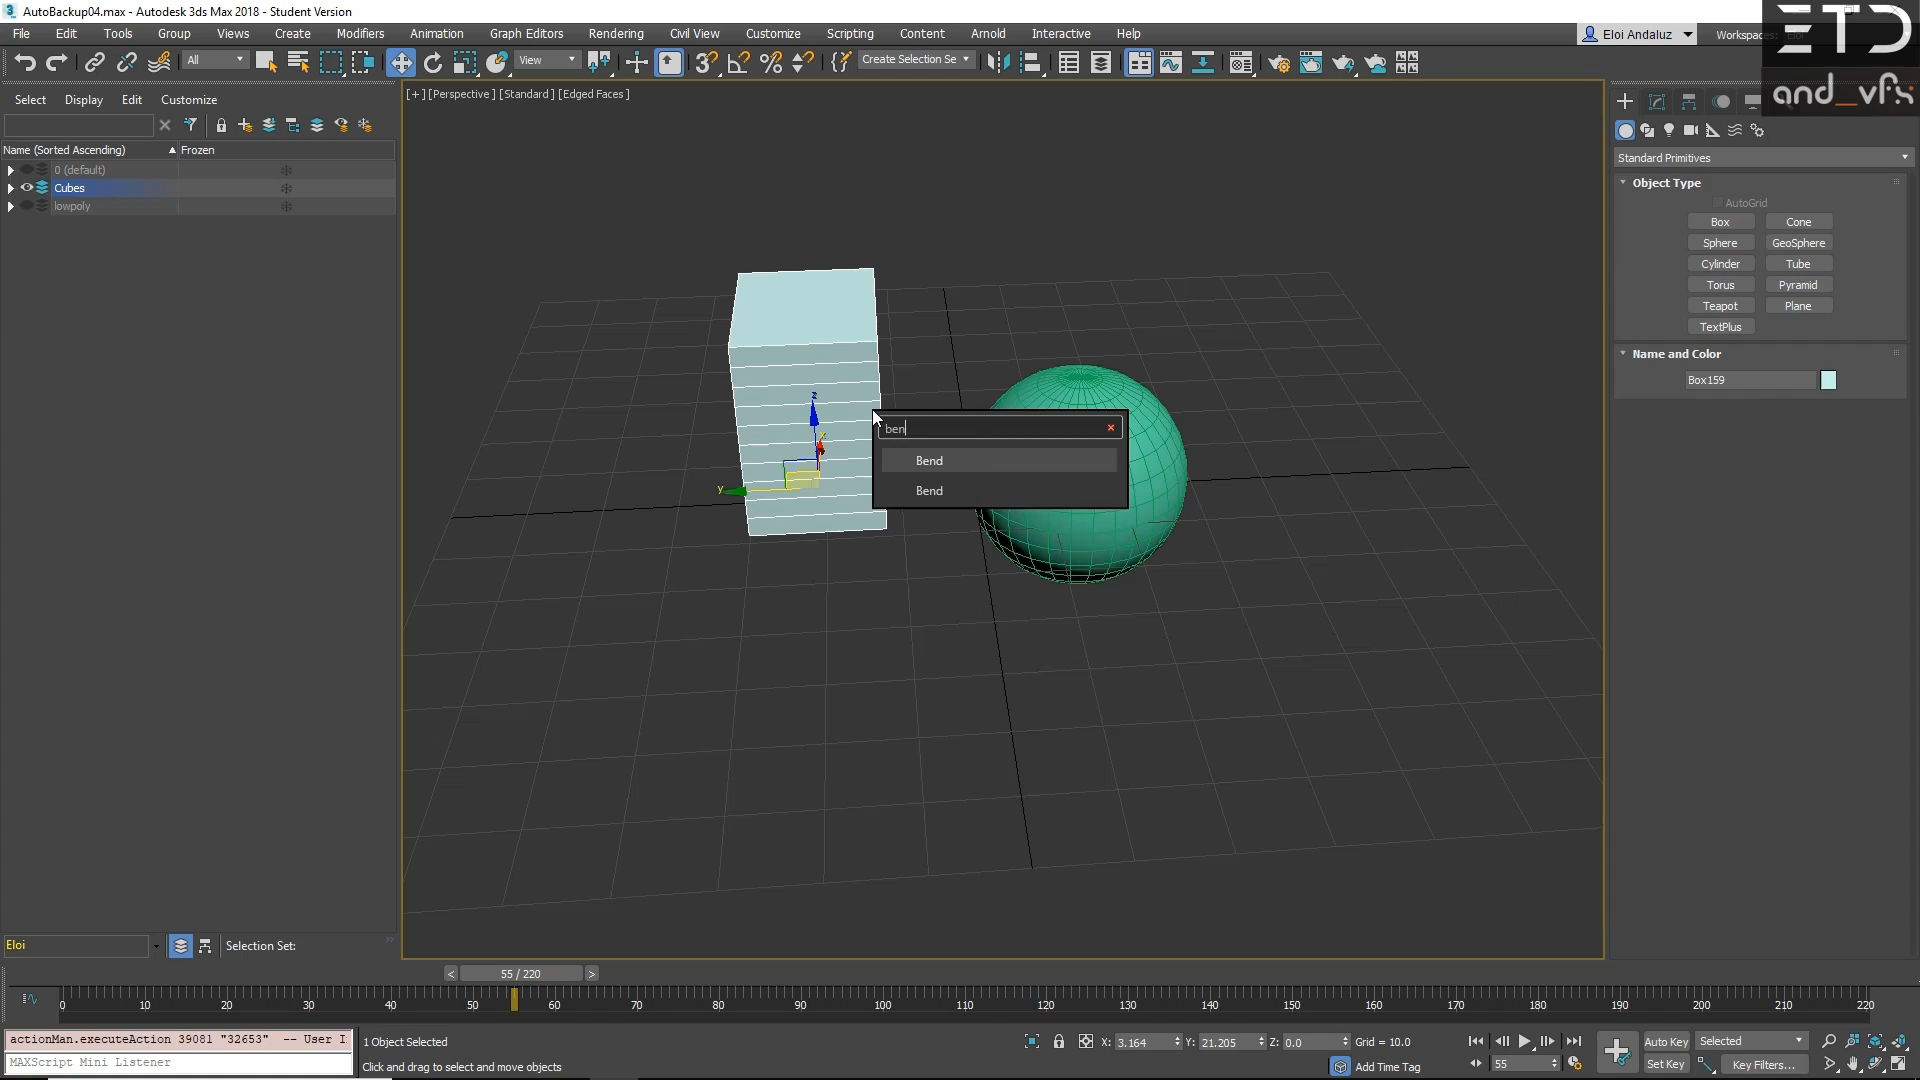 AutoBackup04.max - Autodesk 3ds Max 2018 - Student Version
File Edit Tools Group Views Create Modifiers Animation Graph Editors Rendering Civil View Customize Scripting Content Arnold Interactive Help
Eloi Andaluz
Workspaces:
ETD
and_vfx
All
View
Create Selection Se
Select Display Edit Customize
Name (Sorted Ascending) Frozen
0 (default)
Cubes
lowpoly
[+] [Perspective] [Standard] [Edged Faces]
z
x
y
ben
Bend
Bend
Standard Primitives
Object Type
AutoGrid
Box Cone
Sphere GeoSphere
Cylinder Tube
Torus Pyramid
Teapot Plane
TextPlus
Name and Color
Box159
Eloi
Selection Set:
< 55 / 220 >
0 10 20 30 40 50 60 70 80 90 100 110 120 130 140 150 160 170 180 190 200 210 220
actionMan.executeAction 39081 "32653" -- User I
MAXScript Mini Listener
1 Object Selected
Click and drag to select and move objects
X: 3.164 Y: 21.205 Z: 0.0 Grid = 10.0
Add Time Tag
55
Auto Key Selected
Set Key Key Filters...